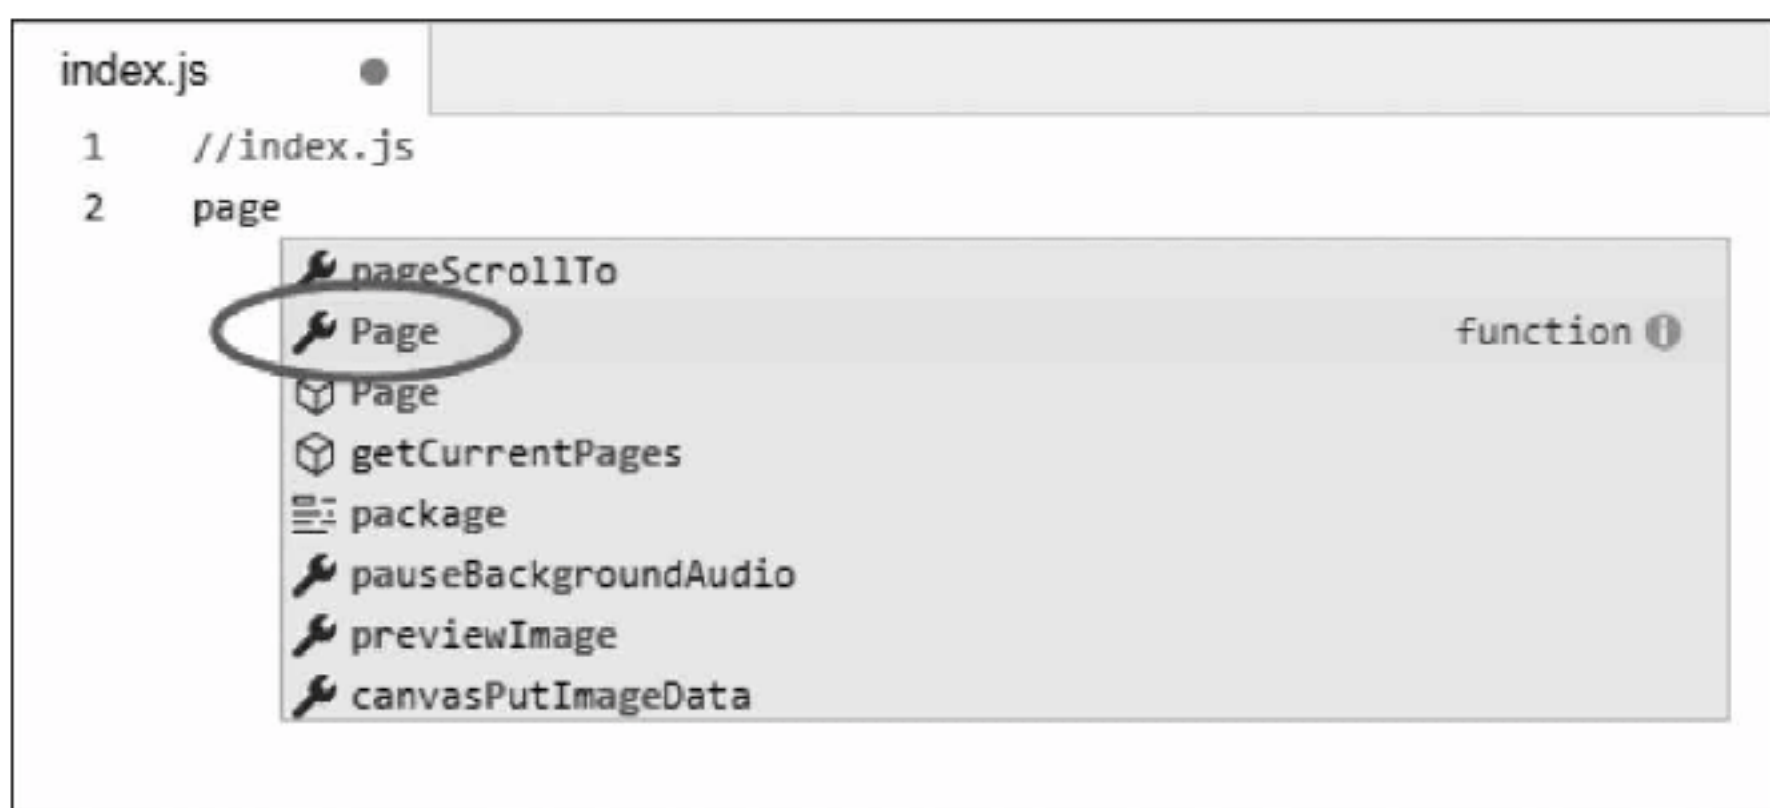 index.js
1 //index.js
2 page
pageScrollTo
Page function
Page
getCurrentPages
package
pauseBackgroundAudio
previewImage
canvasPutImageData